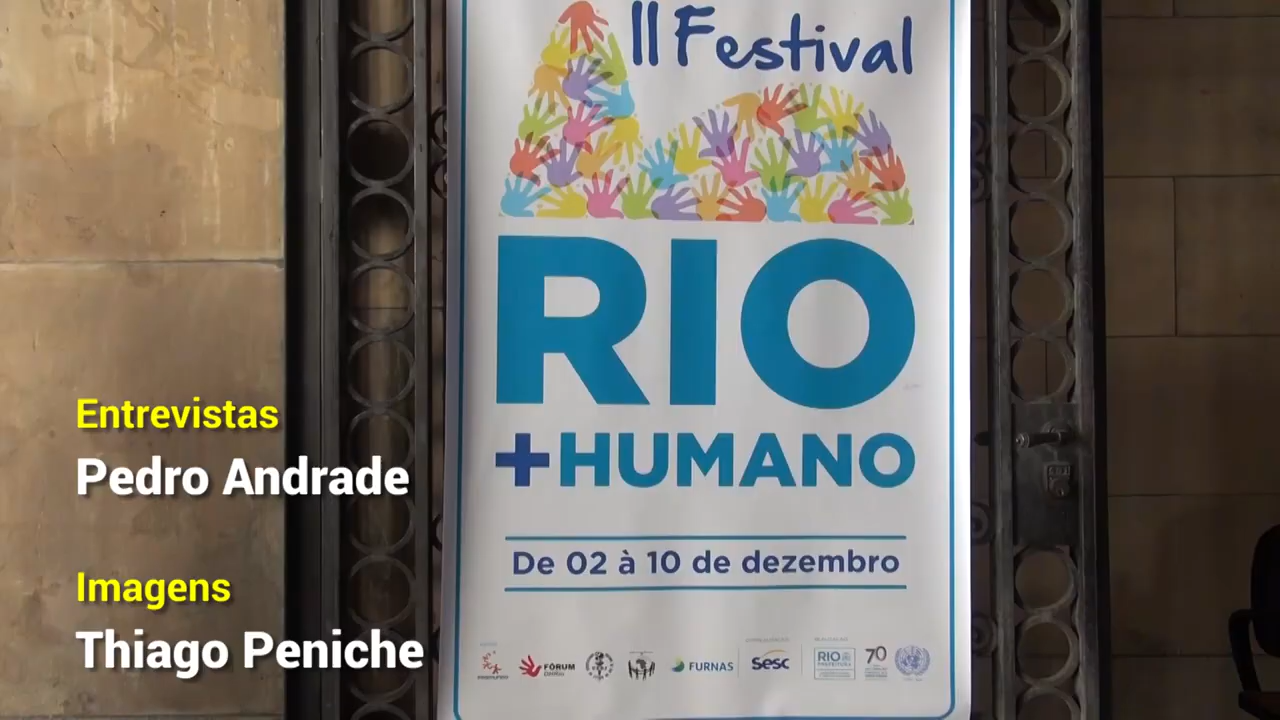 II Festival
RIO
+HUMANO
De 02 à 10 de dezembro
Entrevistas
Pedro Andrade
Imagens
Thiago Peniche
FÓRUM
FURNAS
Sesc
RIO
PREFEITURA
70